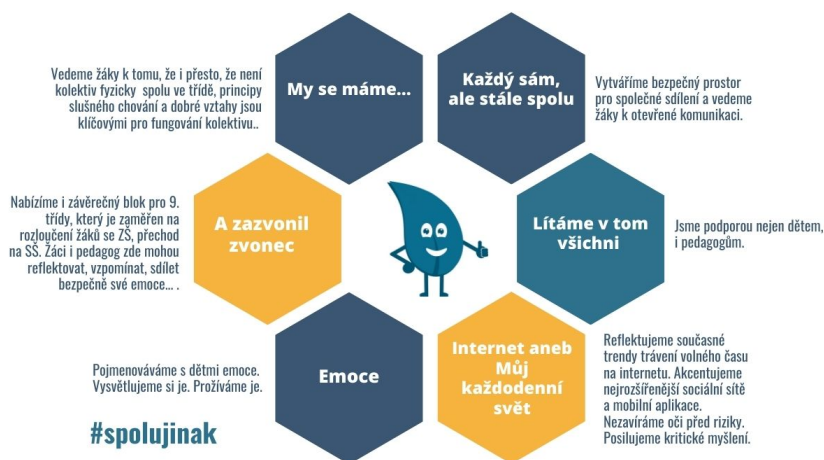 Vedeme žáky k tomu, že i přesto, že není
kolektiv fyzicky spolu ve třídě, principy
slušného chování a dobré vztahy jsou
klíčovými pro fungování kolektivu..
My se máme...
Každý sám,
ale stále spolu
Vytváříme bezpečný prostor
pro společné sdílení a vedeme
žáky k otevřené komunikaci.
Nabízíme i závěrečný blok pro 9.
třídy, který je zaměřen na
rozloučení žáků se ZŠ, přechod
na SŠ. Žáci i pedagog zde mohou
reflektovat, vzpomínat, sdílet
bezpečně své emoce... .
A zazvonil
zvonec
Lítáme v tom
všichni
Jsme podporou nejen dětem,
i pedagogům.
Pojmenováváme s dětmi emoce.
Vysvětlujeme si je. Prožíváme je.
Emoce
Internet aneb
Můj
každodenní
svět
Reflektujeme současné
trendy trávení volného času
na internetu. Akcentujeme
nejrozšířenější sociální sítě
a mobilní aplikace.
Nezavíráme oči před riziky.
Posilujeme kritické myšlení.
#spolujinak